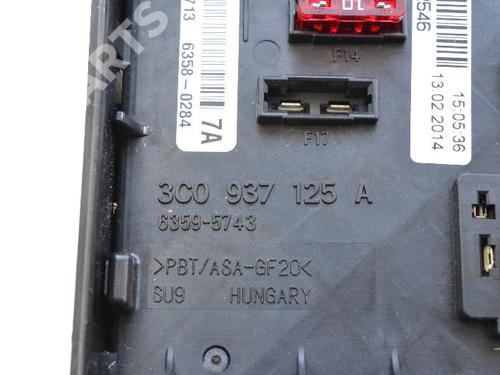 713
6358-0284
7A
10
F14
F17
546
13.02.2014
15:05:36
3C0 937 125 A
6359-5743
>PBT/ASA-GF20<
SU9 HUNGARY